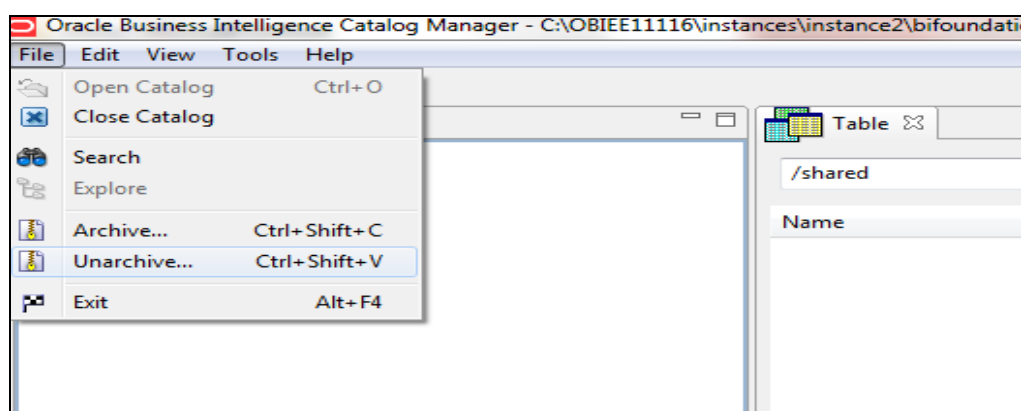 Oracle Business Intelligence Catalog Manager - C:\OBIEE11116\instances\instance2\bifoundati
File Edit View Tools Help
Open Catalog Ctrl+O
Close Catalog
Search
Explore
Archive... Ctrl+Shift+C
Unarchive... Ctrl+Shift+V
Exit Alt+F4
Table
/shared
Name